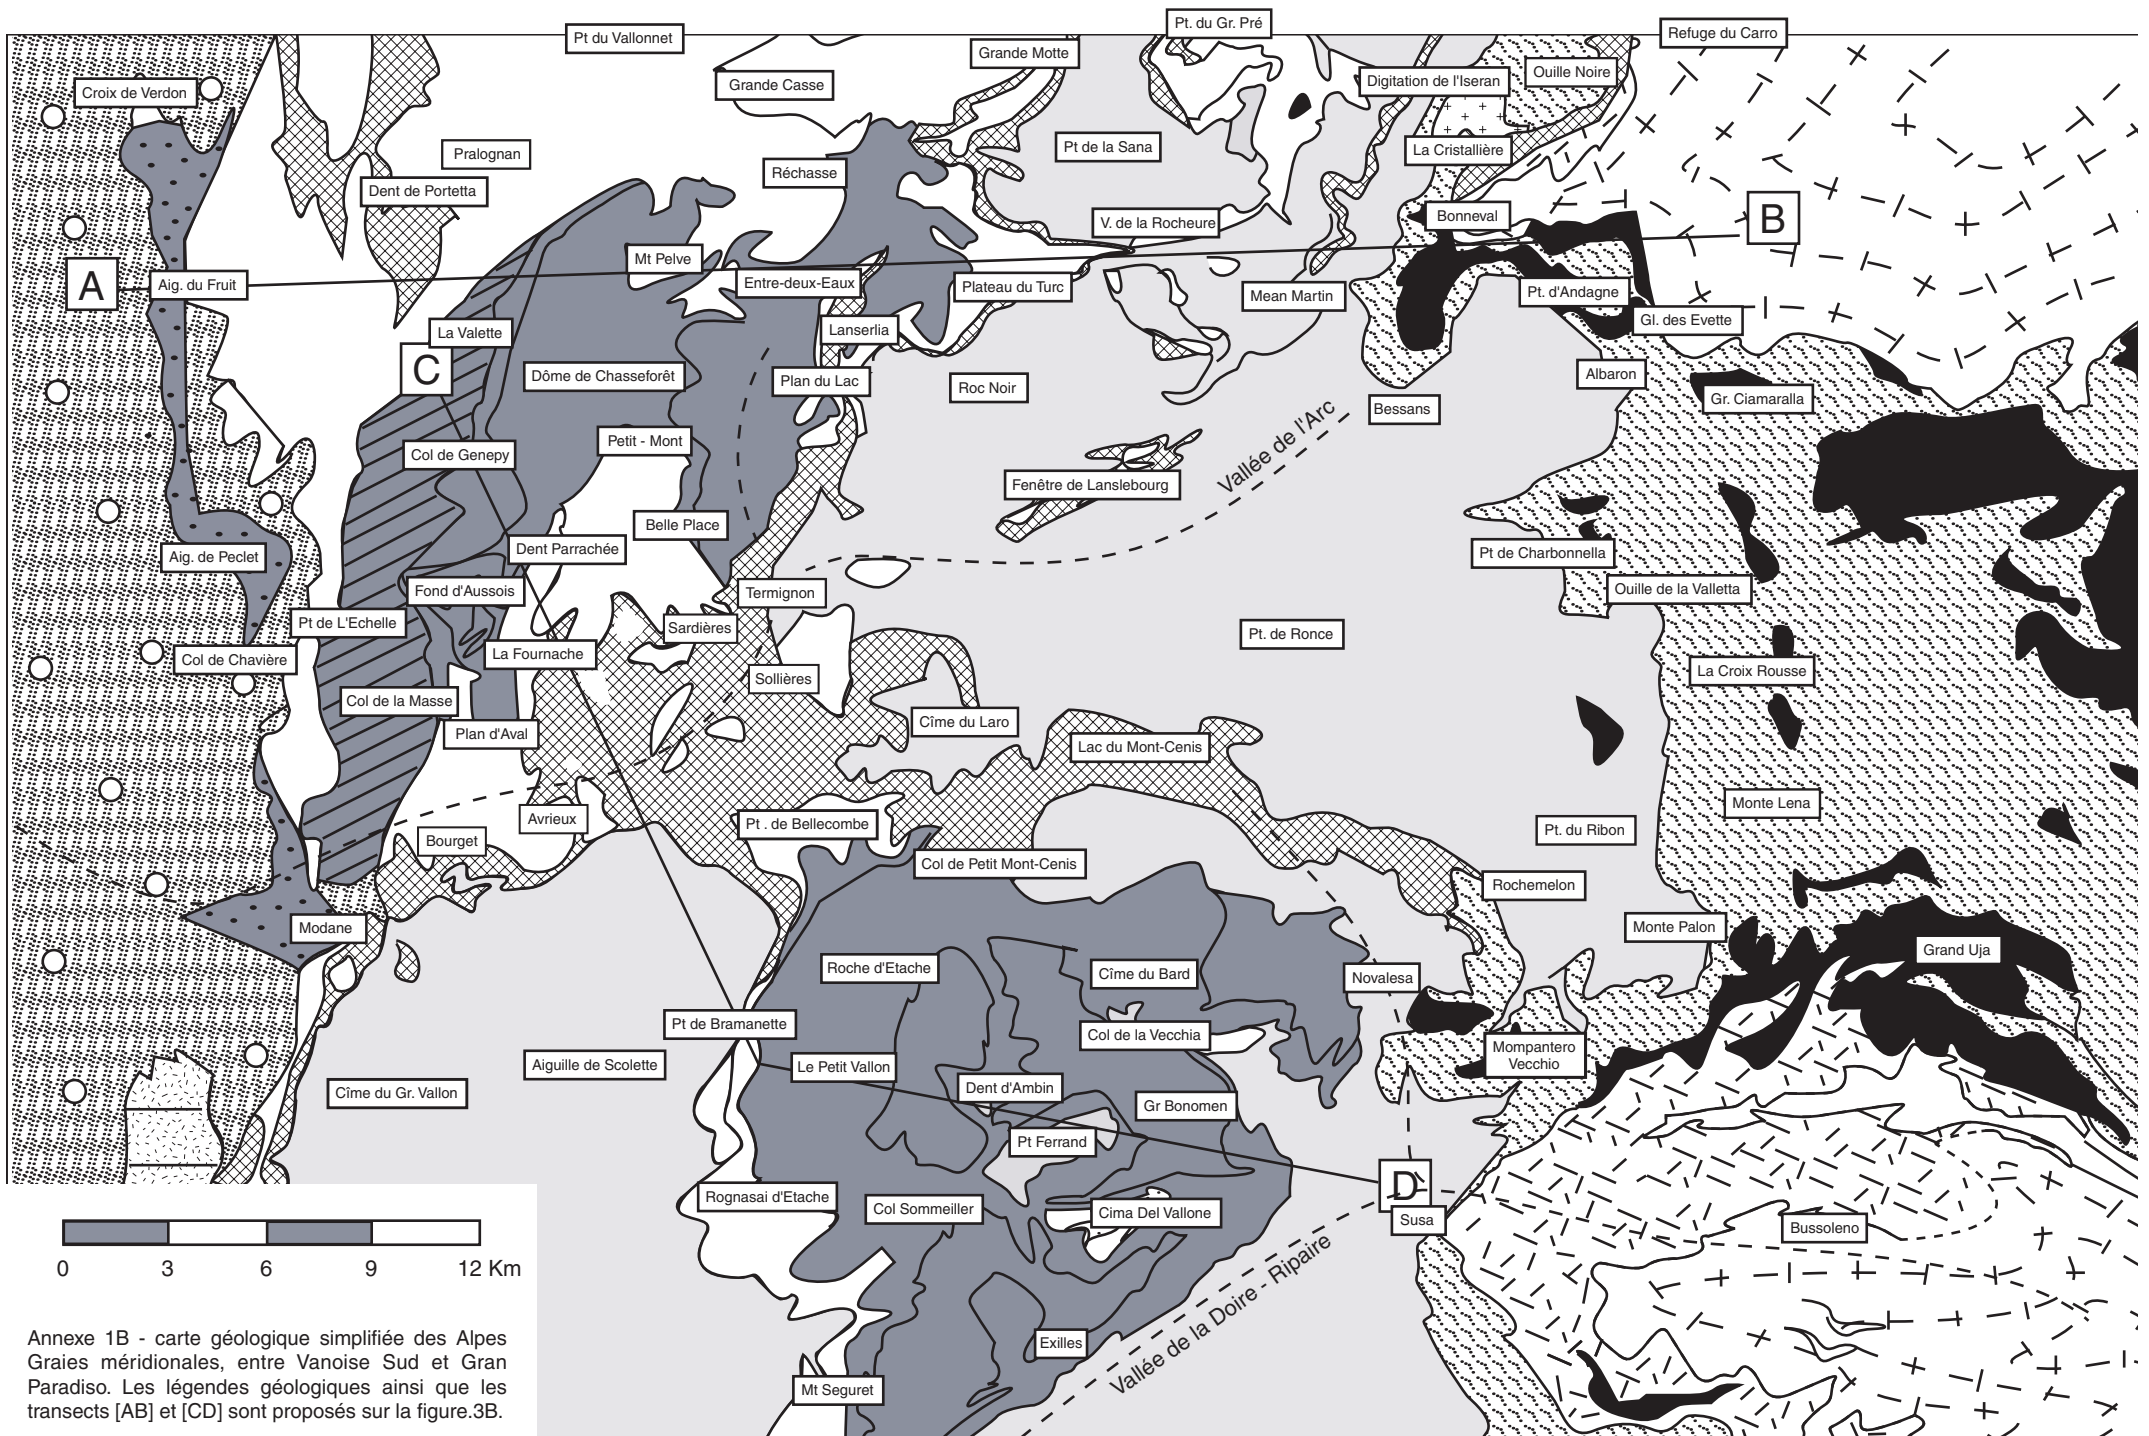 Pt. du Gr. Pré
Refuge du Carro
Pt du Vallonnet
Grande Motte
Ouille Noire
Grande Casse
Digitation de l'Iseran
Croix de Verdon
Pt de la Sana
La Cristallière
Pralognan
Réchasse
Dent de Portetta
Bonneval
B
V. de la Rocheure
Mt Pelve
A
Aig. du Fruit
Entre-deux-Eaux
Plateau du Turc
Mean Martin
Pt. d'Andagne
Gl. des Evette
La Valette
Lanserlia
C
Dôme de Chasseforêt
Plan du Lac
Roc Noir
Albaron
Gr. Ciamaralla
Bessans
Vallée de l'Arc
Col de Genepy
Petit - Mont
Fenêtre de Lanslebourg
Belle Place
Aig. de Peclet
Dent Parrachée
Pt de Charbonnella
Fond d'Aussois
Termignon
Ouille de la Valletta
Pt de L'Echelle
Sardières
Pt. de Ronce
Col de Chavière
La Fournache
Sollières
La Croix Rousse
Col de la Masse
Cîme du Laro
Plan d'Aval
Lac du Mont-Cenis
Monte Lena
Avrieux
Pt . de Bellecombe
Pt. du Ribon
Bourget
Col de Petit Mont-Cenis
Rochemelon
Modane
Monte Palon
Grand Uja
Roche d'Etache
Cîme du Bard
Novalesa
Pt de Bramanette
Col de la Vecchia
Mompantero
Vecchio
Aiguille de Scolette
Le Petit Vallon
Cîme du Gr. Vallon
Dent d'Ambin
Gr Bonomen
Pt Ferrand
D
Rognasai d'Etache
Col Sommeiller
Cima Del Vallone
Susa
Bussoleno
Vallée de la Doire - Ripaire
Exilles
Mt Seguret
0 3 6 9 12 Km
Annexe 1B - carte géologique simplifiée des Alpes
Graies méridionales, entre Vanoise Sud et Gran
Paradiso. Les légendes géologiques ainsi que les
transects [AB] et [CD] sont proposés sur la figure.3B.